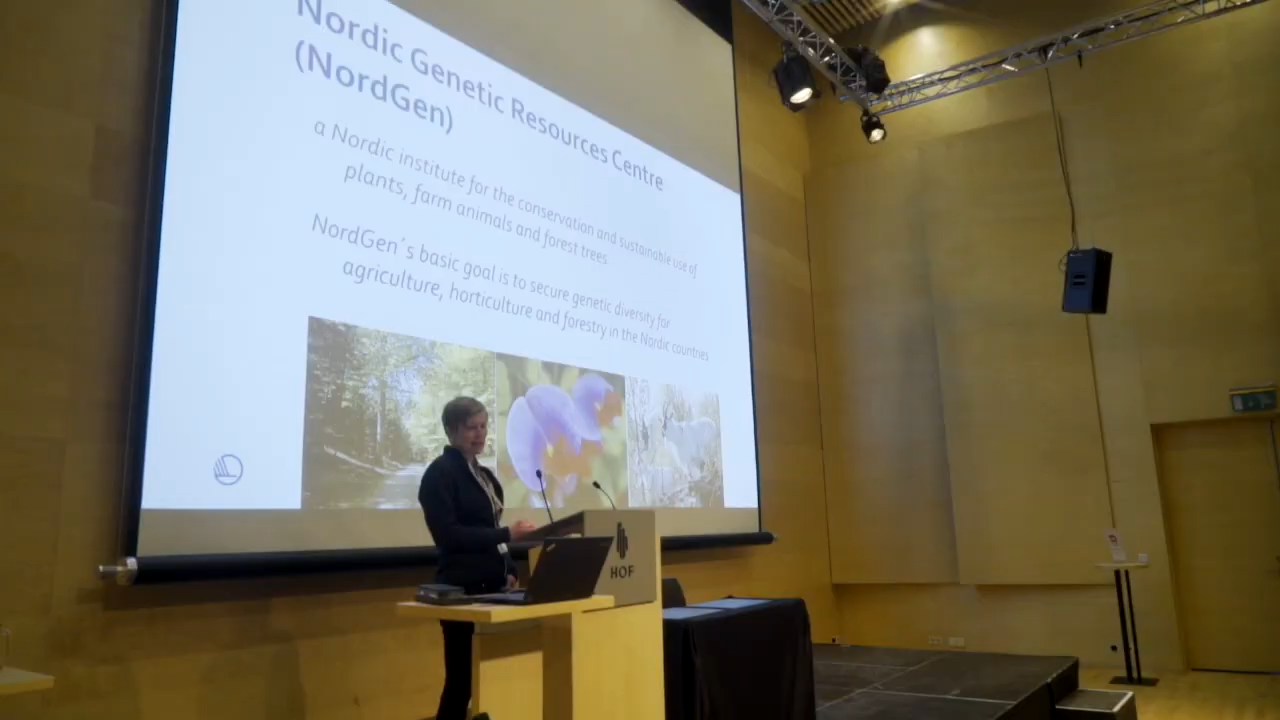 Nordic Genetic Resources Centre
(NordGen)
a Nordic institute for the conservation and sustainable use of
plants, farm animals and forest trees
NordGen´s basic goal is to secure genetic diversity for
agriculture, horticulture and forestry in the Nordic countries
HOF